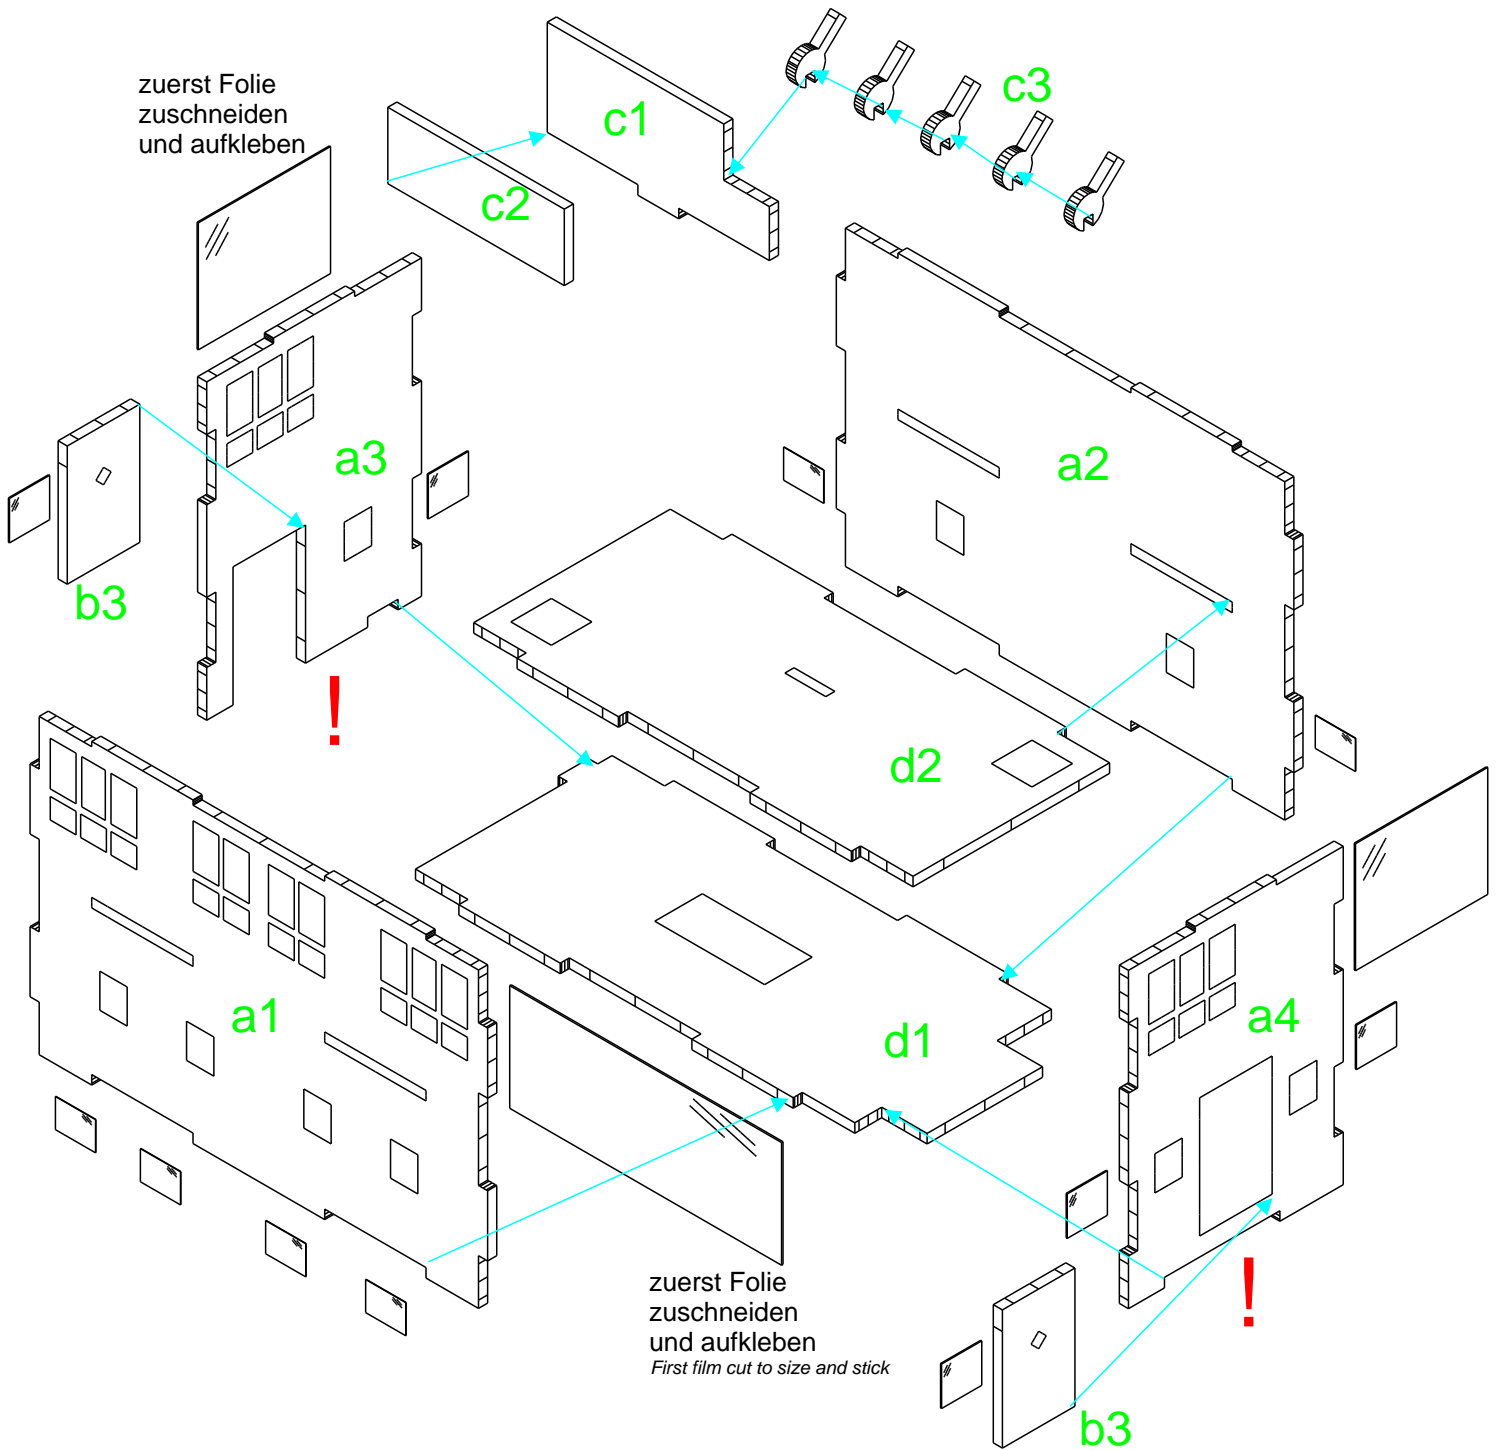 zuerst Folie
zuschneiden
und aufkleben
c1
c2
c3
a3
a2
b3
!
d2
a1
d1
a4
!
zuerst Folie
zuschneiden
und aufkleben
First film cut to size and stick
b3